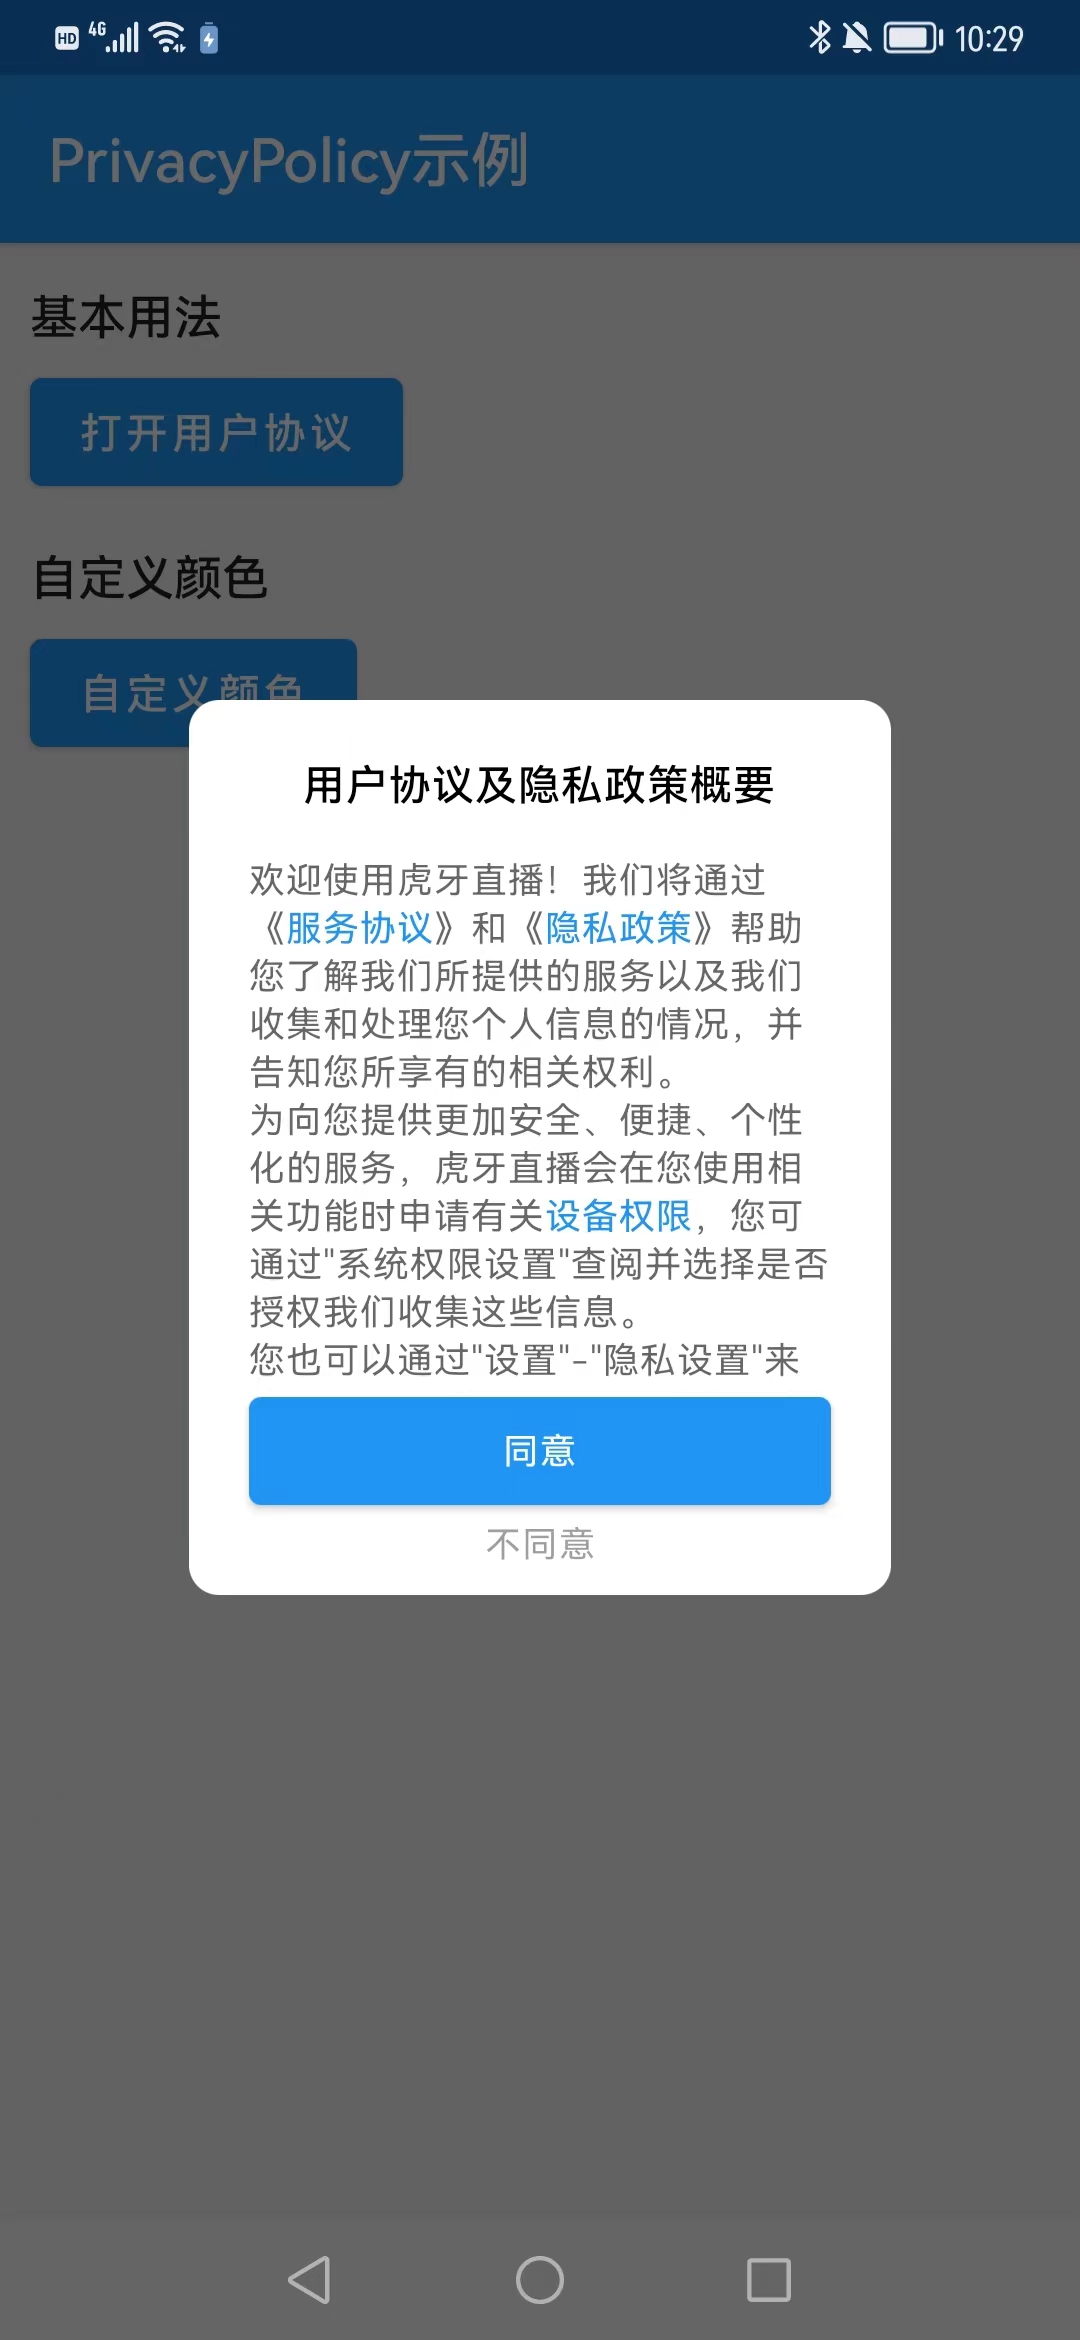 HD 4G 10:29
PrivacyPolicy示例
基本用法
打开用户协议
自定义颜色
自定义颜色
用户协议及隐私政策概要
欢迎使用虎牙直播！我们将通过
《服务协议》和《隐私政策》帮助
您了解我们所提供的服务以及我们
收集和处理您个人信息的情况，并
告知您所享有的相关权利。
为向您提供更加安全、便捷、个性
化的服务，虎牙直播会在您使用相
关功能时申请有关设备权限，您可
通过"系统权限设置"查阅并选择是否
授权我们收集这些信息。
您也可以通过"设置"-"隐私设置"来
同意
不同意